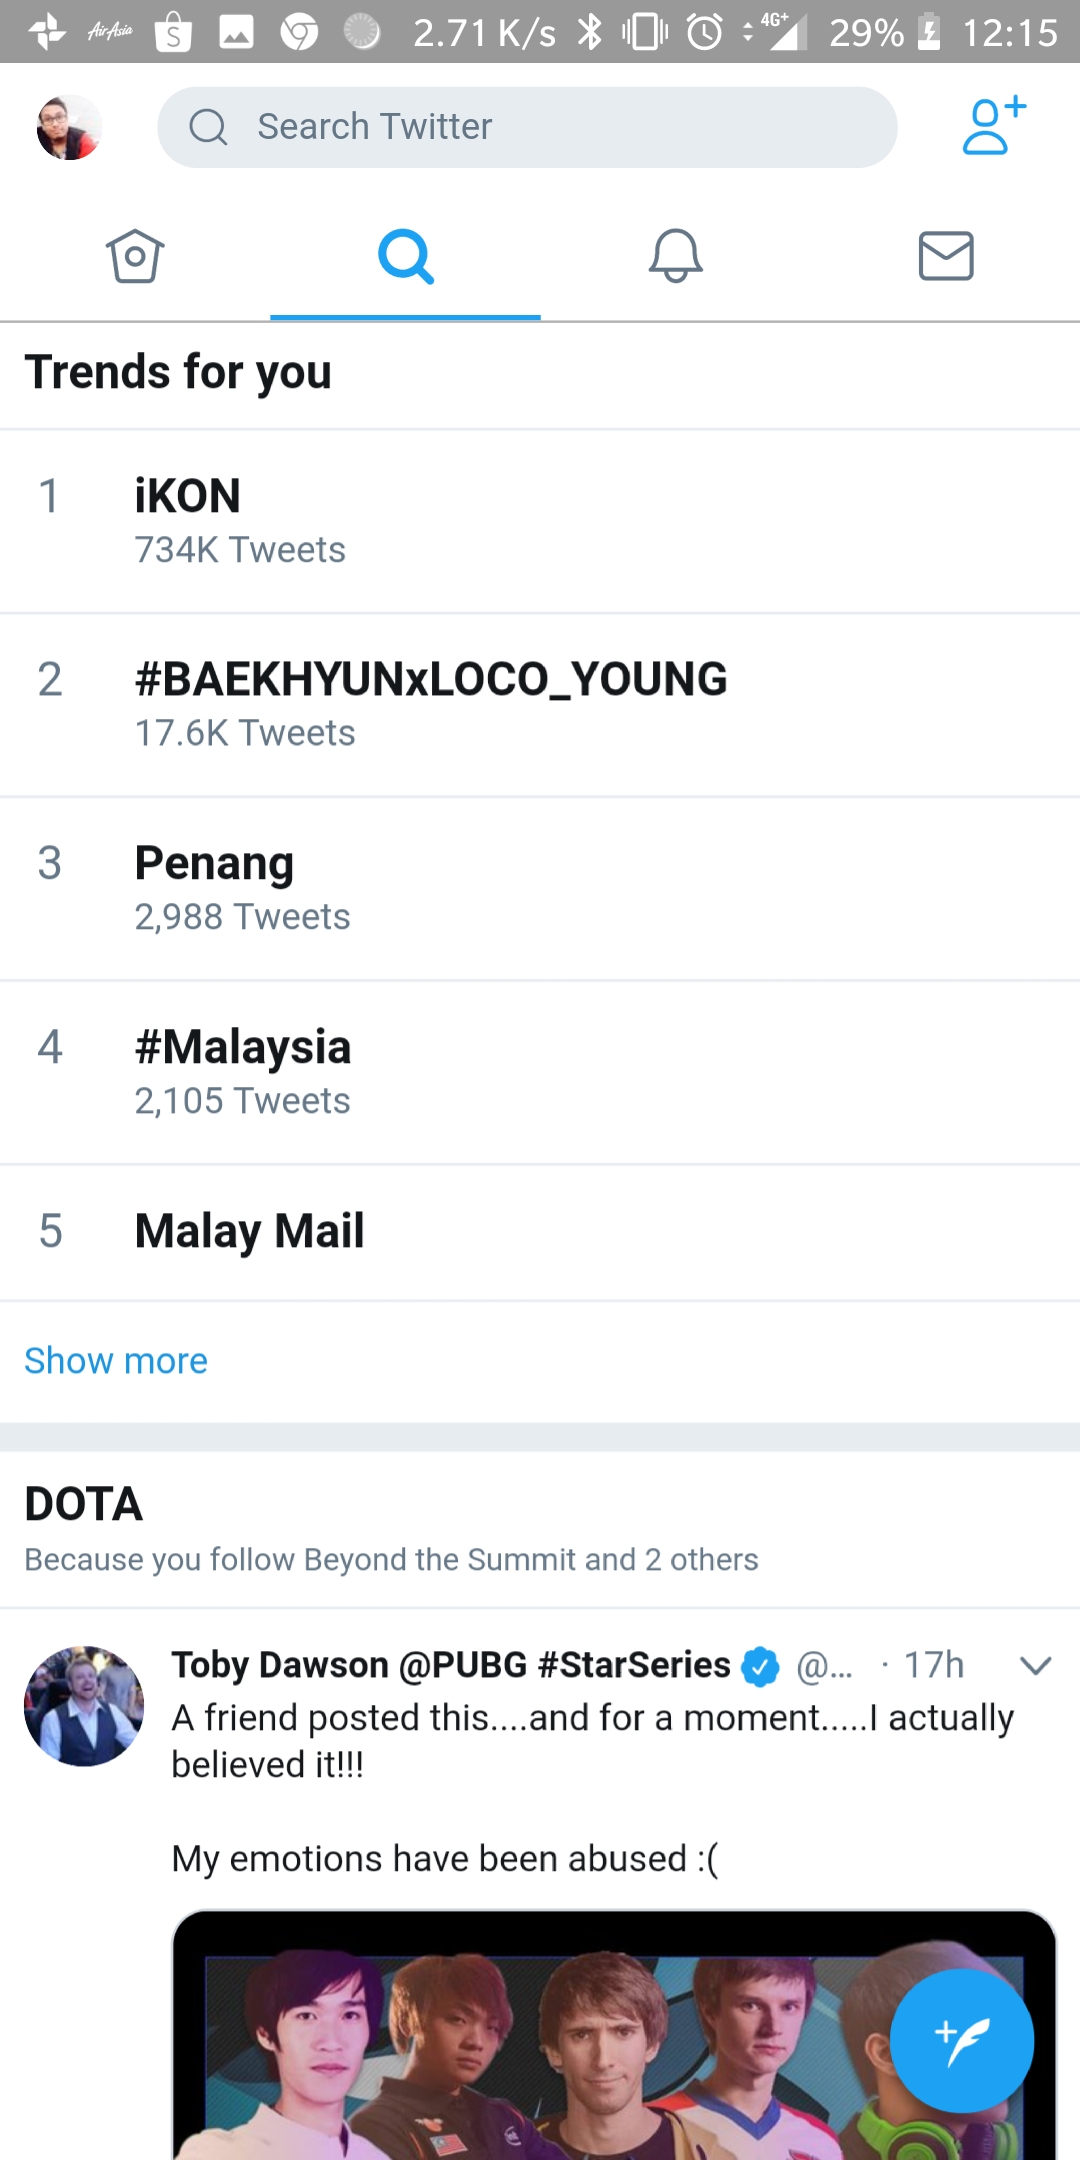 AirAsia
S
2.71 K/s
4G+
29%
12:15
Search Twitter
Trends for you
1 iKON
734K Tweets
2 #BAEKHYUNxLOCO_YOUNG
17.6K Tweets
3 Penang
2,988 Tweets
4 #Malaysia
2,105 Tweets
5 Malay Mail
Show more
DOTA
Because you follow Beyond the Summit and 2 others
Toby Dawson @PUBG #StarSeries @... · 17h
A friend posted this....and for a moment.....I actually
believed it!!!
My emotions have been abused :(